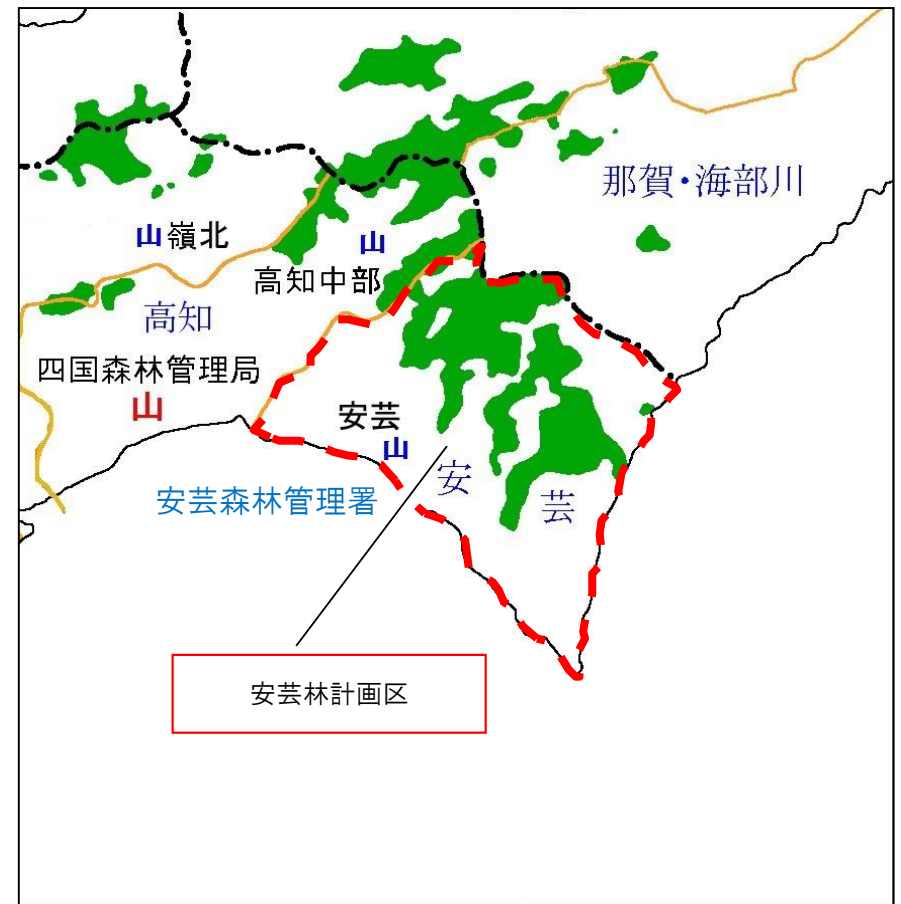 那賀・海部川
山嶺北
山
高知中部
高知
四国森林管理局
山
安芸
山
安芸
安芸森林管理署
安芸林計画区